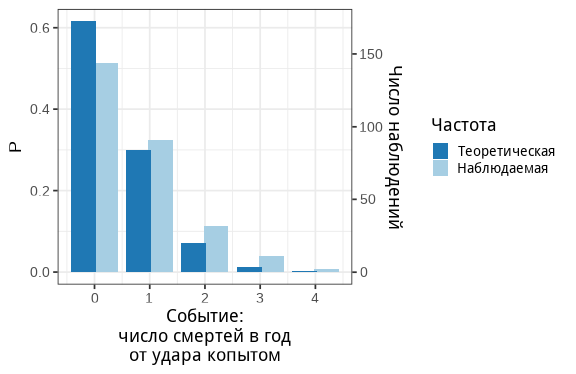 0.6
0.4
0.2
0.0
P
150
100
50
0
Число наблюдений
0 1 2 3 4
Событие:
число смертей в год
от удара копытом
Частота
Теоретическая
Наблюдаемая